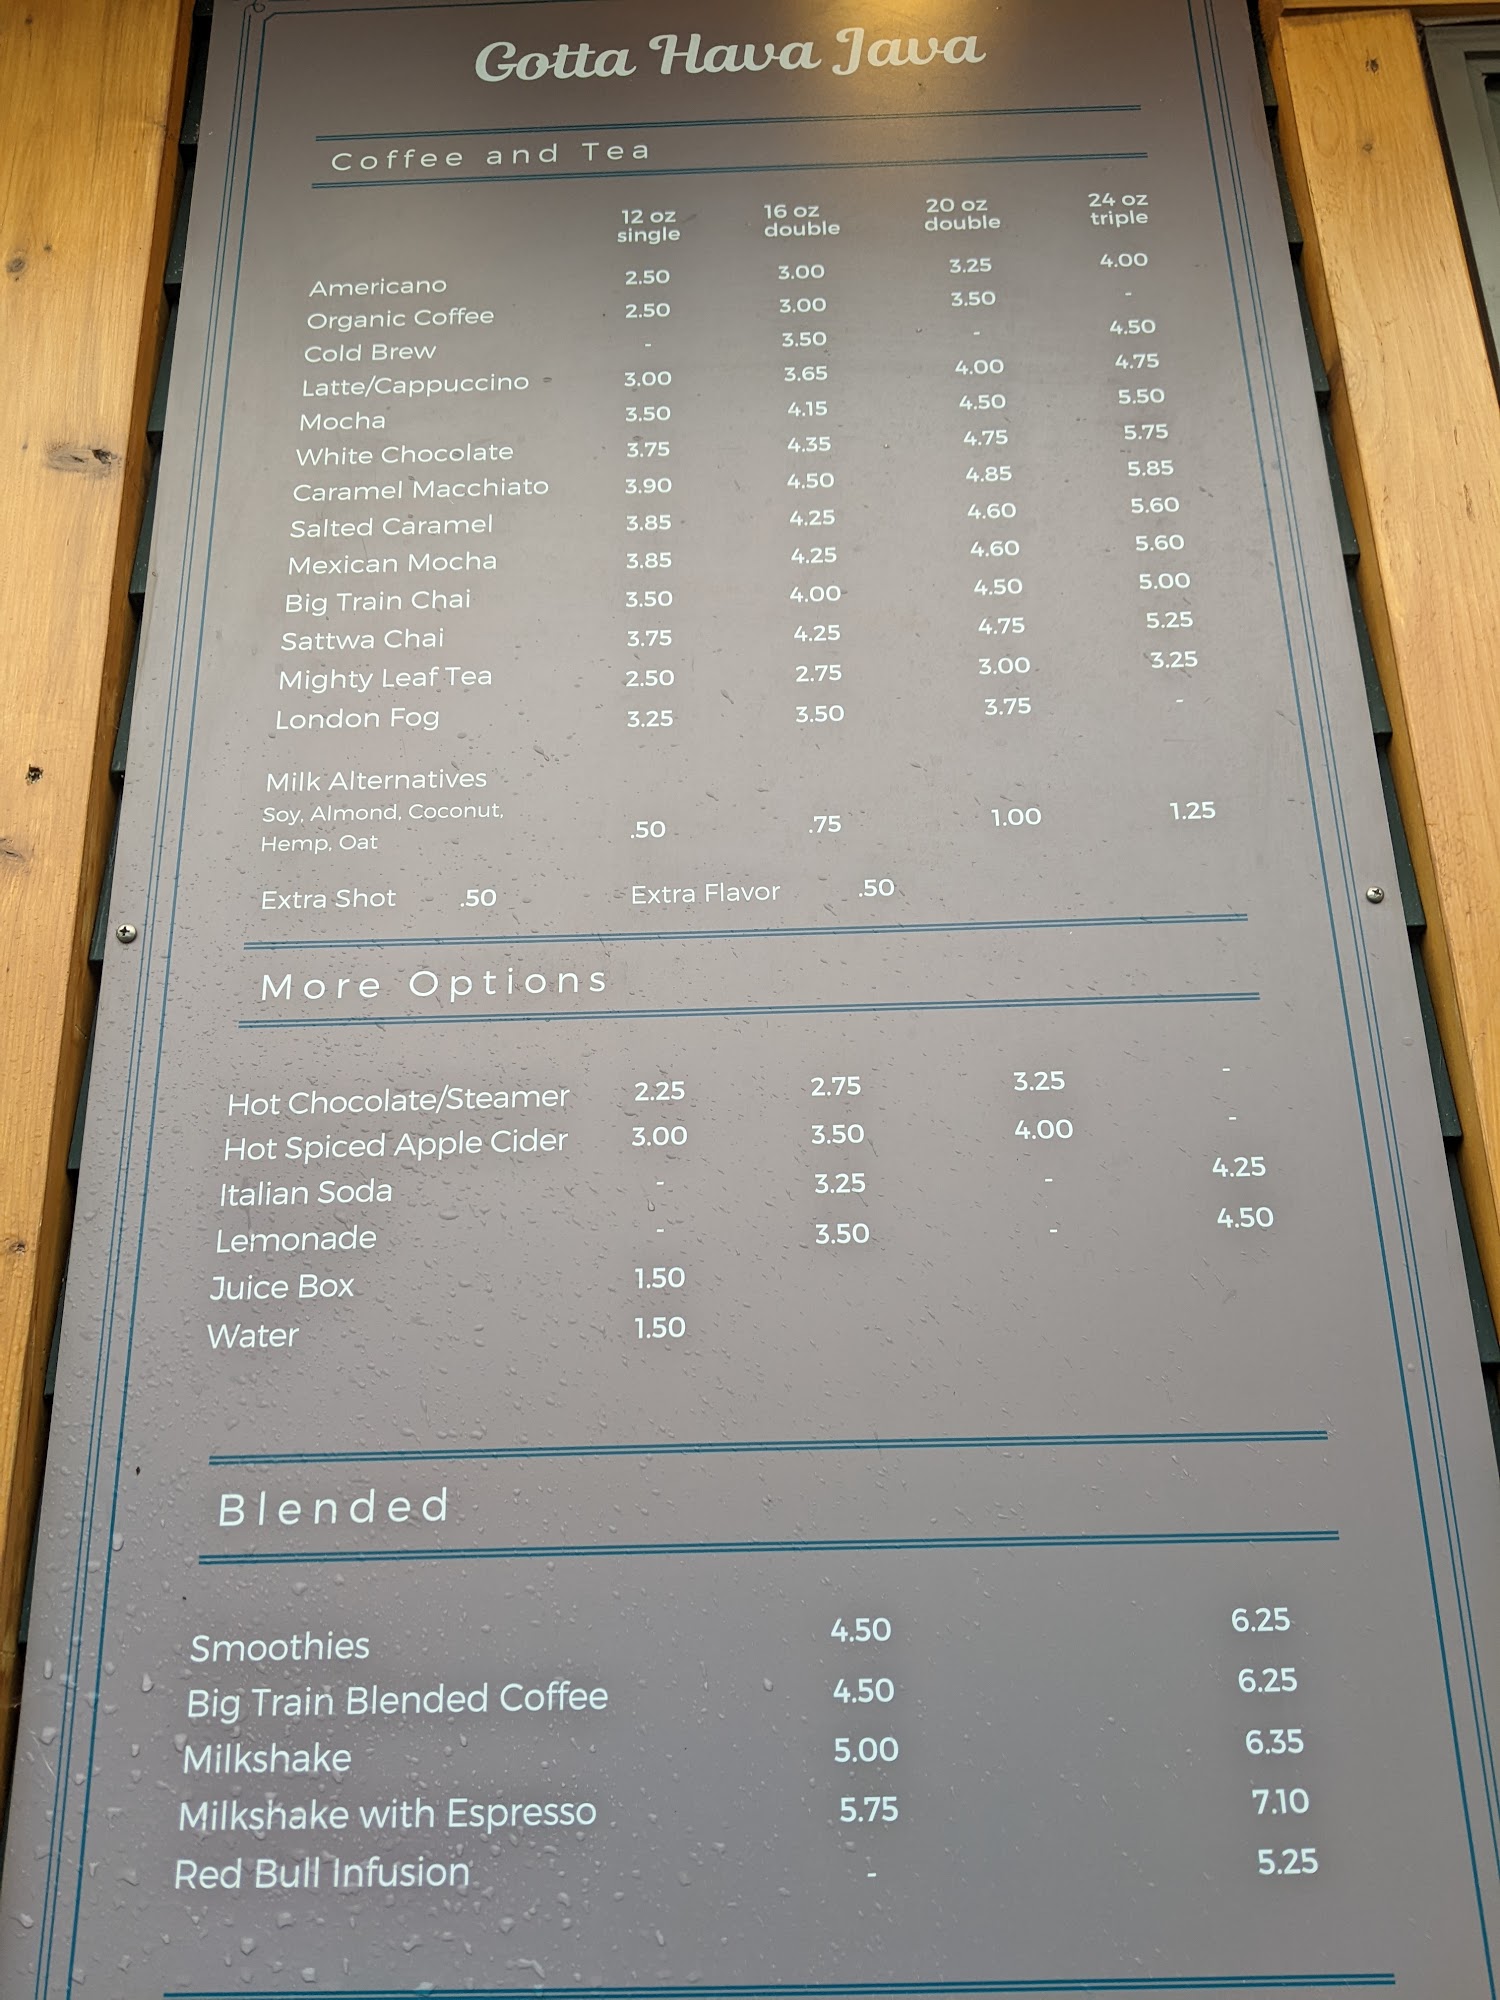 Gotta Hava Java
Coffee and Tea
12 oz single 16 oz double 20 oz double 24 oz triple
Americano 2.50 3.00 3.25 4.00
Organic Coffee 2.50 3.00 3.50 -
Cold Brew - 3.50 - 4.50
Latte/Cappuccino 3.00 3.65 4.00 4.75
Mocha 3.50 4.15 4.50 5.50
White Chocolate 3.75 4.35 4.75 5.75
Caramel Macchiato 3.90 4.50 4.85 5.85
Salted Caramel 3.85 4.25 4.60 5.60
Mexican Mocha 3.85 4.25 4.60 5.60
Big Train Chai 3.50 4.00 4.50 5.00
Sattwa Chai 3.75 4.25 4.75 5.25
Mighty Leaf Tea 2.50 2.75 3.00 3.25
London Fog 3.25 3.50 3.75 -
Milk Alternatives
Soy, Almond, Coconut,
Hemp, Oat .50 .75 1.00 1.25
Extra Shot .50 Extra Flavor .50
More Options
Hot Chocolate/Steamer 2.25 2.75 3.25 -
Hot Spiced Apple Cider 3.00 3.50 4.00 -
Italian Soda - 3.25 - 4.25
Lemonade - 3.50 - 4.50
Juice Box 1.50
Water 1.50
Blended
Smoothies 4.50 6.25
Big Train Blended Coffee 4.50 6.25
Milkshake 5.00 6.35
Milkshake with Espresso 5.75 7.10
Red Bull Infusion - 5.25